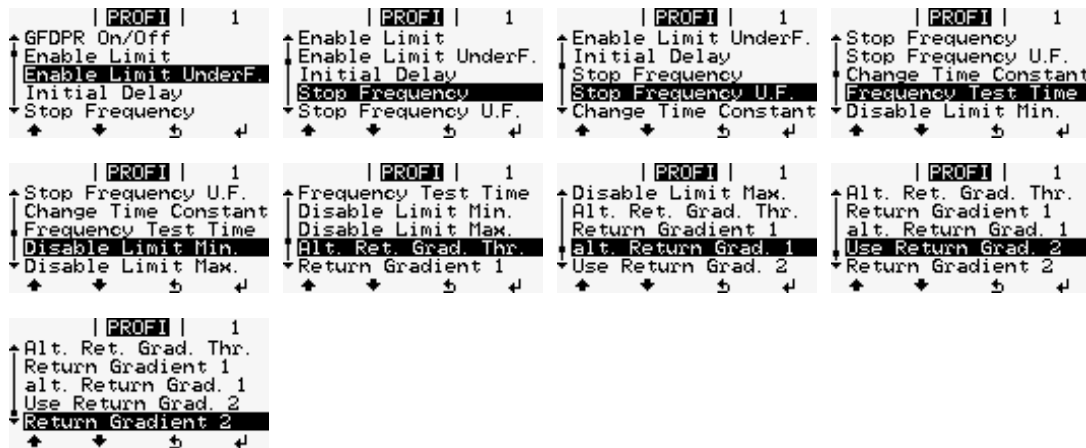 | PROFI | 1
GFDPR On/Off
Enable Limit
Enable Limit UnderF.
Initial Delay
Stop Frequency
| PROFI | 1
Enable Limit
Enable Limit UnderF.
Initial Delay
Stop Frequency
Stop Frequency U.F.
| PROFI | 1
Enable Limit UnderF.
Initial Delay
Stop Frequency
Stop Frequency U.F.
Change Time Constant
| PROFI | 1
Stop Frequency
Stop Frequency U.F.
Change Time Constant
Frequency Test Time
Disable Limit Min.
| PROFI | 1
Stop Frequency U.F.
Change Time Constant
Frequency Test Time
Disable Limit Min.
Disable Limit Max.
| PROFI | 1
Frequency Test Time
Disable Limit Min.
Disable Limit Max.
Alt. Ret. Grad. Thr.
Return Gradient 1
| PROFI | 1
Disable Limit Max.
Alt. Ret. Grad. Thr.
Return Gradient 1
alt. Return Grad. 1
Use Return Grad. 2
| PROFI | 1
Alt. Ret. Grad. Thr.
Return Gradient 1
alt. Return Grad. 1
Use Return Grad. 2
Return Gradient 2
| PROFI | 1
Alt. Ret. Grad. Thr.
Return Gradient 1
alt. Return Grad. 1
Use Return Grad. 2
Return Gradient 2